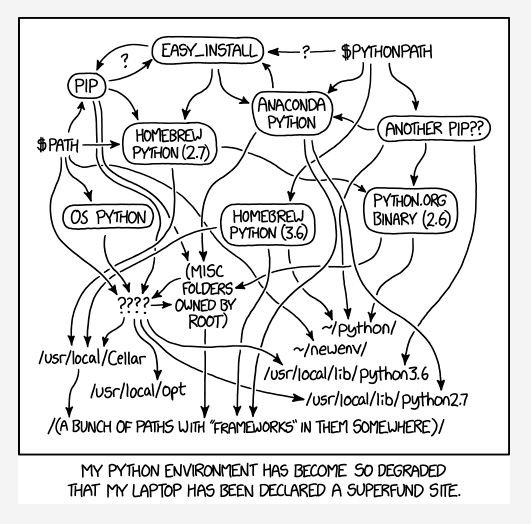 EASY_INSTALL
?
$PYTHONPATH
?
PIP
ANACONDA
PYTHON
ANOTHER PIP??
HOMEBREW
PYTHON (2.7)
$PATH
PYTHON.ORG
BINARY (2.6)
OS PYTHON
HOMEBREW
PYTHON (3.6)
(MISC
FOLDERS
OWNED BY
ROOT)
????
~/python/
~/newenv/
/usr/local/Cellar
/usr/local/lib/python3.6
/usr/local/opt
/usr/local/lib/python2.7
/(A BUNCH OF PATHS WITH "FRAMEWORKS" IN THEM SOMEWHERE)/
MY PYTHON ENVIRONMENT HAS BECOME SO DEGRADED
THAT MY LAPTOP HAS BEEN DECLARED A SUPERFUND SITE.